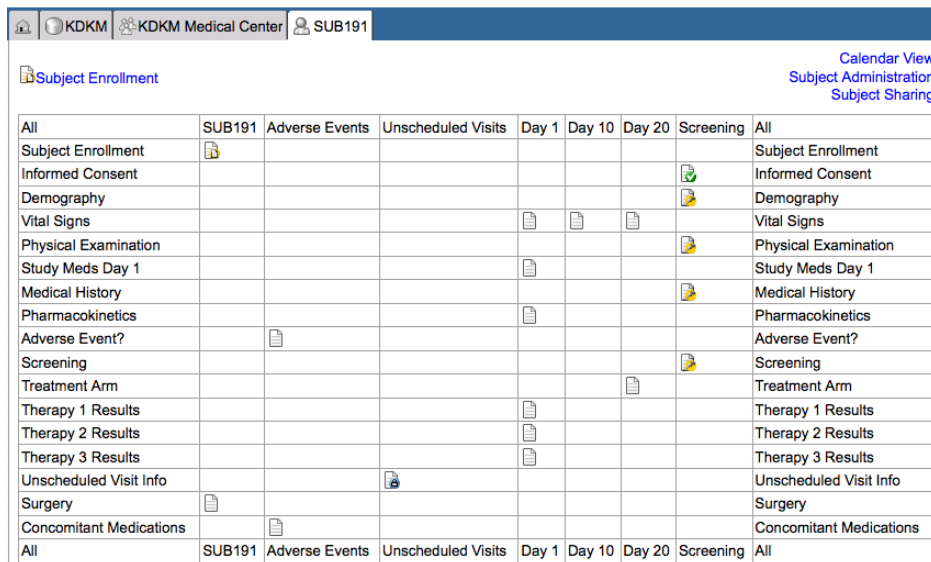 KDKM KDKM Medical Center SUB191
Calendar View
Subject Enrollment Subject Administration
Subject Sharing
All SUB191 Adverse Events Unscheduled Visits Day 1 Day 10 Day 20 Screening All
Subject Enrollment Subject Enrollment
Informed Consent Informed Consent
Demography Demography
Vital Signs Vital Signs
Physical Examination Physical Examination
Study Meds Day 1 Study Meds Day 1
Medical History Medical History
Pharmacokinetics Pharmacokinetics
Adverse Event? Adverse Event?
Screening Screening
Treatment Arm Treatment Arm
Therapy 1 Results Therapy 1 Results
Therapy 2 Results Therapy 2 Results
Therapy 3 Results Therapy 3 Results
Unscheduled Visit Info Unscheduled Visit Info
Surgery Surgery
Concomitant Medications Concomitant Medications
All SUB191 Adverse Events Unscheduled Visits Day 1 Day 10 Day 20 Screening All